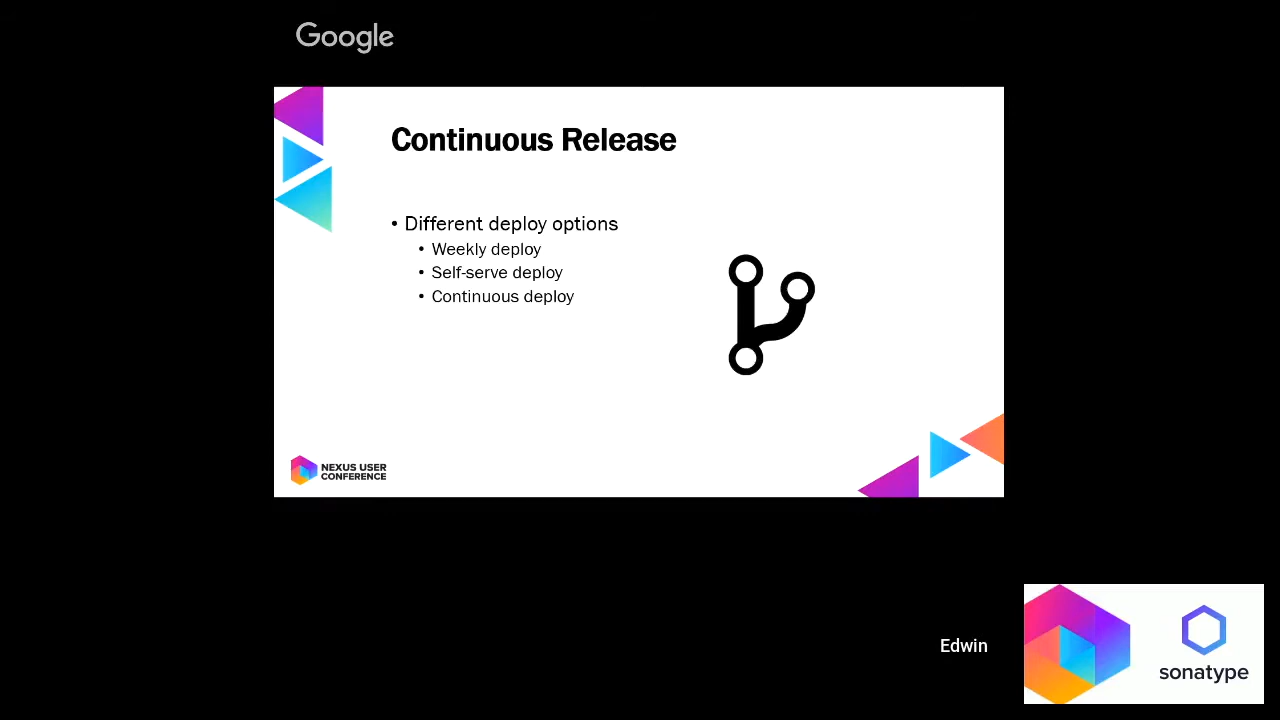 Google
Continuous Release
• Different deploy options
• Weekly deploy
• Self-serve deploy
• Continuous deploy
NEXUS USER
CONFERENCE
Edwin
sonatype